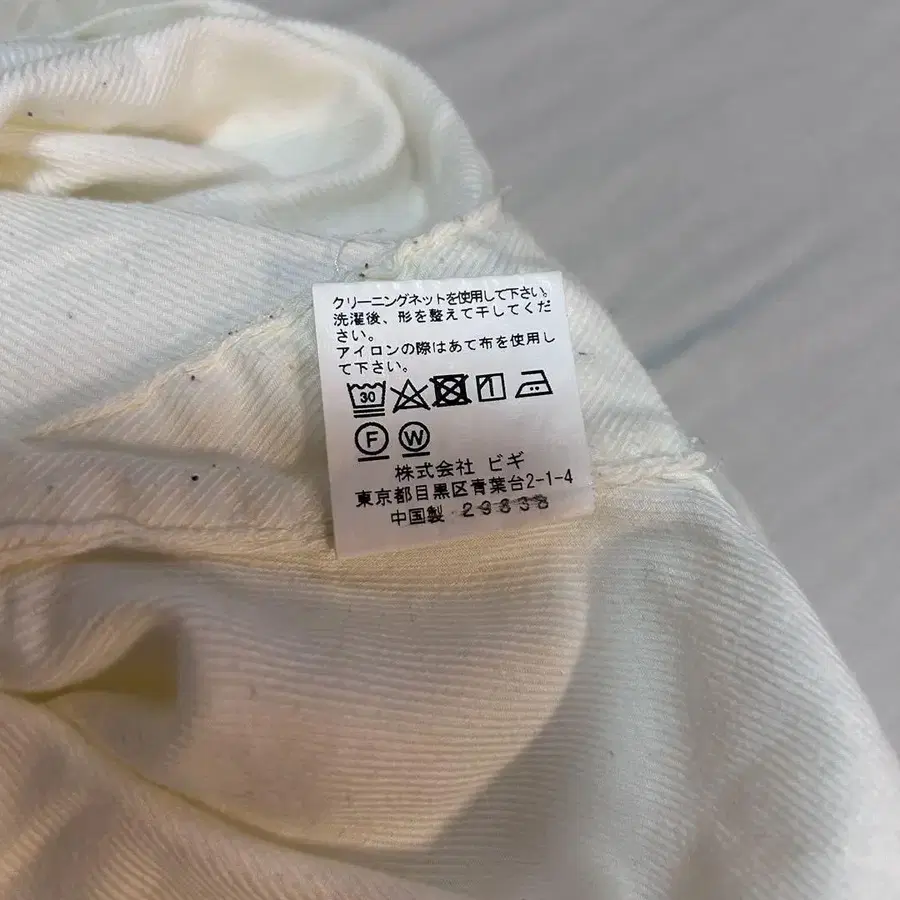 クリーニングネットを使用して下さい。
洗濯後、形を整えて干してくだ
さい。
アイロンの際はあて布を使用し
て下さい。
30
F W
株式会社 ビギ
東京都目黒区青葉台2-1-4
中国製